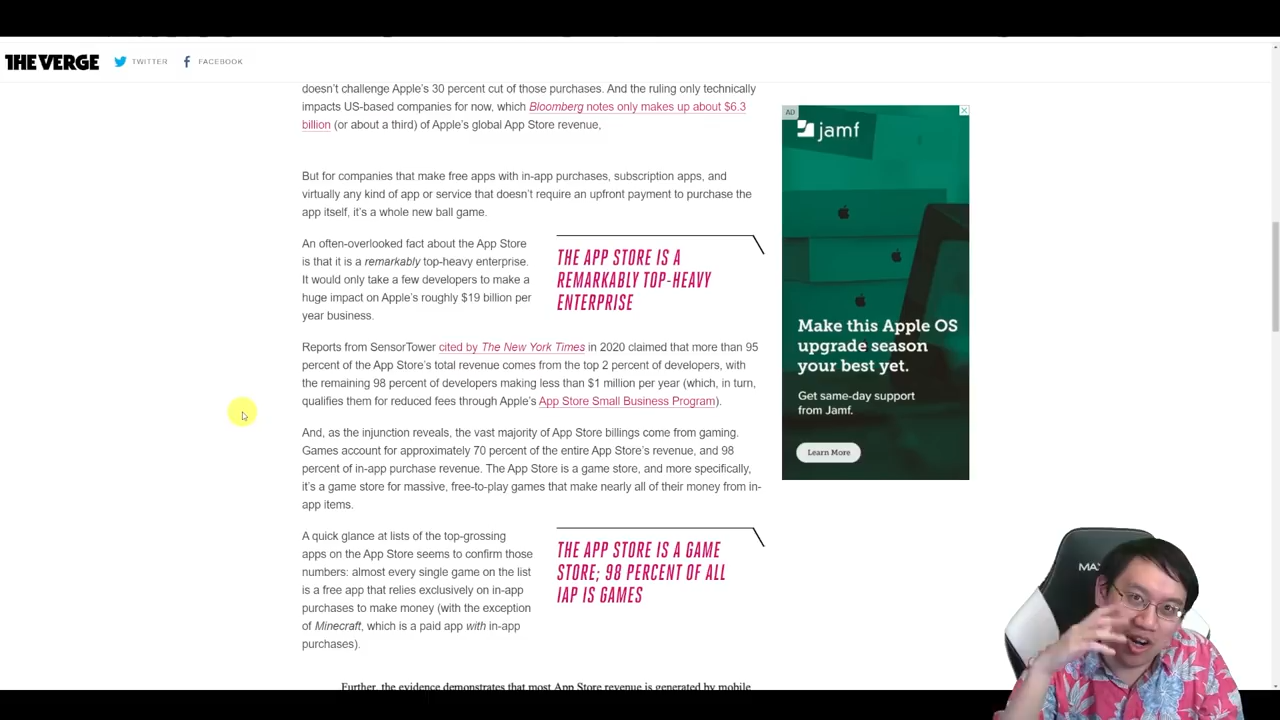 THE VERGE TWITTER FACEBOOK
doesn't challenge Apple's 30 percent cut of those purchases. And the ruling only technically
impacts US-based companies for now, which Bloomberg notes only makes up about $6.3
billion (or about a third) of Apple's global App Store revenue,
But for companies that make free apps with in-app purchases, subscription apps, and
virtually any kind of app or service that doesn't require an upfront payment to purchase the
app itself, it's a whole new ball game.
An often-overlooked fact about the App Store
is that it is a remarkably top-heavy enterprise.
It would only take a few developers to make a
huge impact on Apple's roughly $19 billion per
year business.
THE APP STORE IS A
REMARKABLY TOP-HEAVY
ENTERPRISE
Reports from SensorTower cited by The New York Times in 2020 claimed that more than 95
percent of the App Store's total revenue comes from the top 2 percent of developers, with
the remaining 98 percent of developers making less than $1 million per year (which, in turn,
qualifies them for reduced fees through Apple's App Store Small Business Program).
And, as the injunction reveals, the vast majority of App Store billings come from gaming.
Games account for approximately 70 percent of the entire App Store's revenue, and 98
percent of in-app purchase revenue. The App Store is a game store, and more specifically,
it's a game store for massive, free-to-play games that make nearly all of their money from in-
app items.
A quick glance at lists of the top-grossing
apps on the App Store seems to confirm those
numbers: almost every single game on the list
is a free app that relies exclusively on in-app
purchases to make money (with the exception
of Minecraft, which is a paid app with in-app
purchases).
THE APP STORE IS A GAME
STORE; 98 PERCENT OF ALL
IAP IS GAMES
Further, the evidence demonstrates that most App Store revenue is generated by mobile
AD
jamf
Make this Apple OS
upgrade season
your best yet.
Get same-day support
from Jamf.
Learn More
MAX